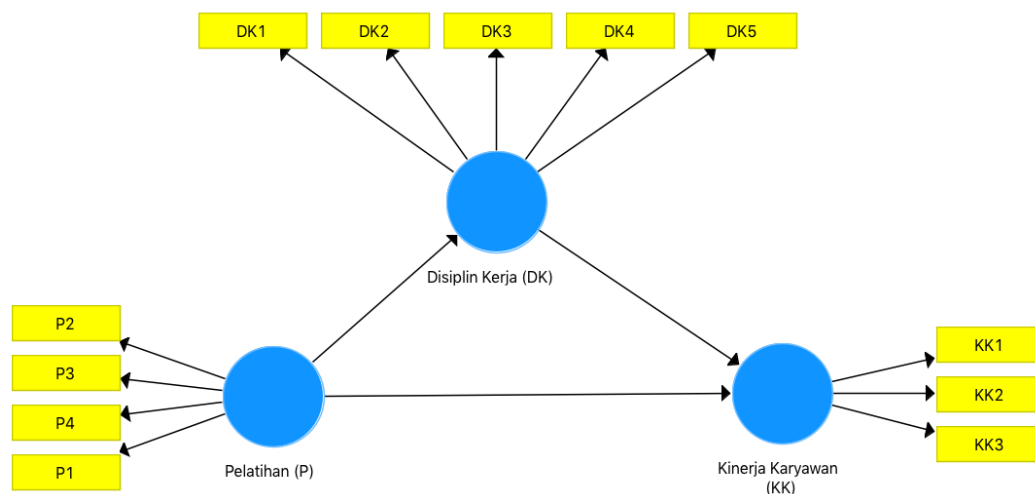 DK1
DK2
DK3
DK4
DK5
Disiplin Kerja (DK)
P2
P3
P4
P1
Pelatihan (P)
KK1
KK2
KK3
Kinerja Karyawan
(KK)